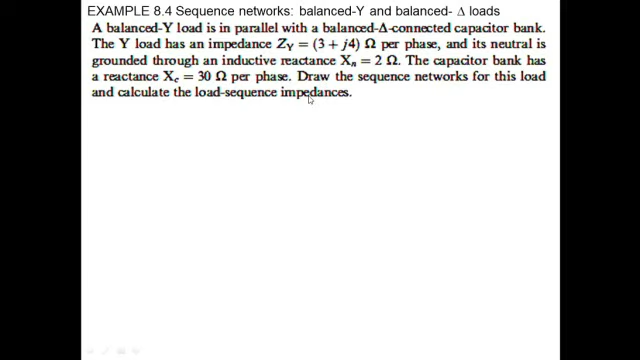 EXAMPLE 8.4 Sequence networks: balanced-Y and balanced- Δ loads
A balanced-Y load is in parallel with a balanced-Δ-connected capacitor bank.
The Y load has an impedance Z_Y = (3 + j4) Ω per phase, and its neutral is
grounded through an inductive reactance X_n = 2 Ω. The capacitor bank has
a reactance X_c = 30 Ω per phase. Draw the sequence networks for this load
and calculate the load-sequence impedances.